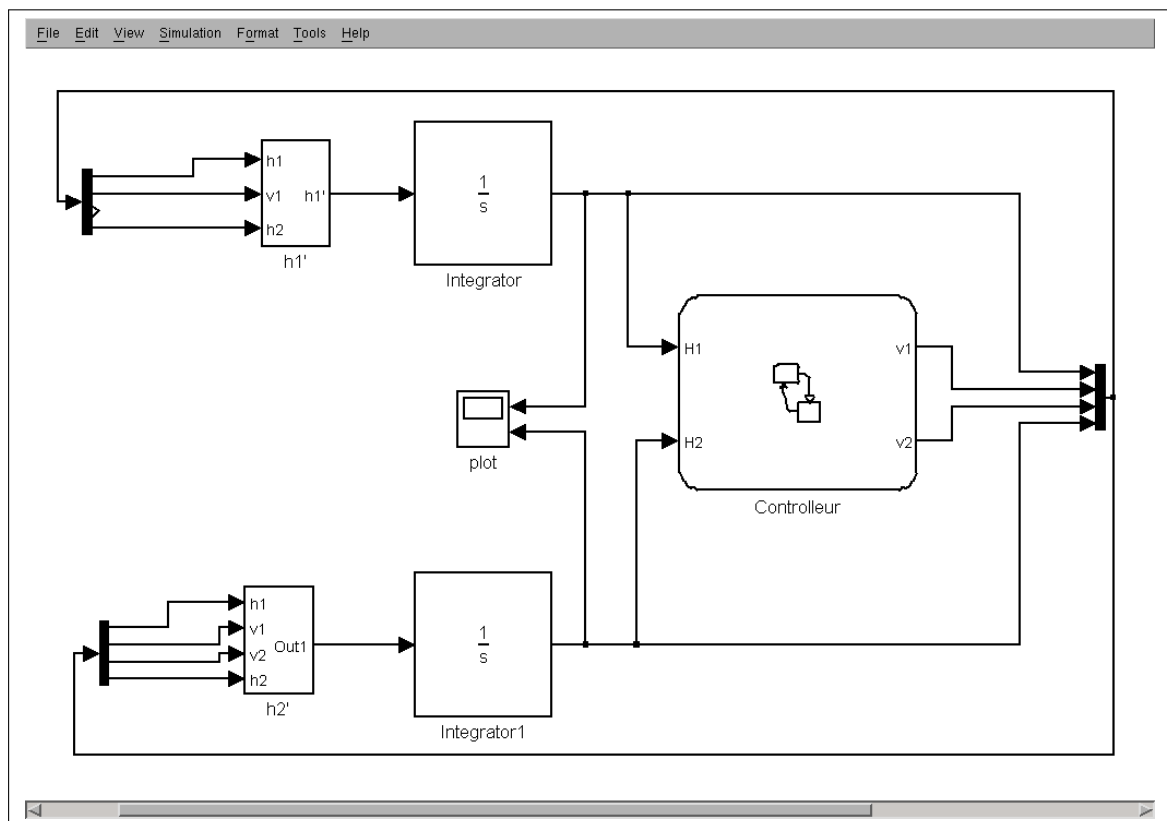 File Edit View Simulation Format Tools Help
h1
v1
h2
h1'
h1'
1
s
Integrator
H1
H2
v1
v2
Controlleur
plot
h1
v1
v2
h2
Out1
h2'
1
s
Integrator1